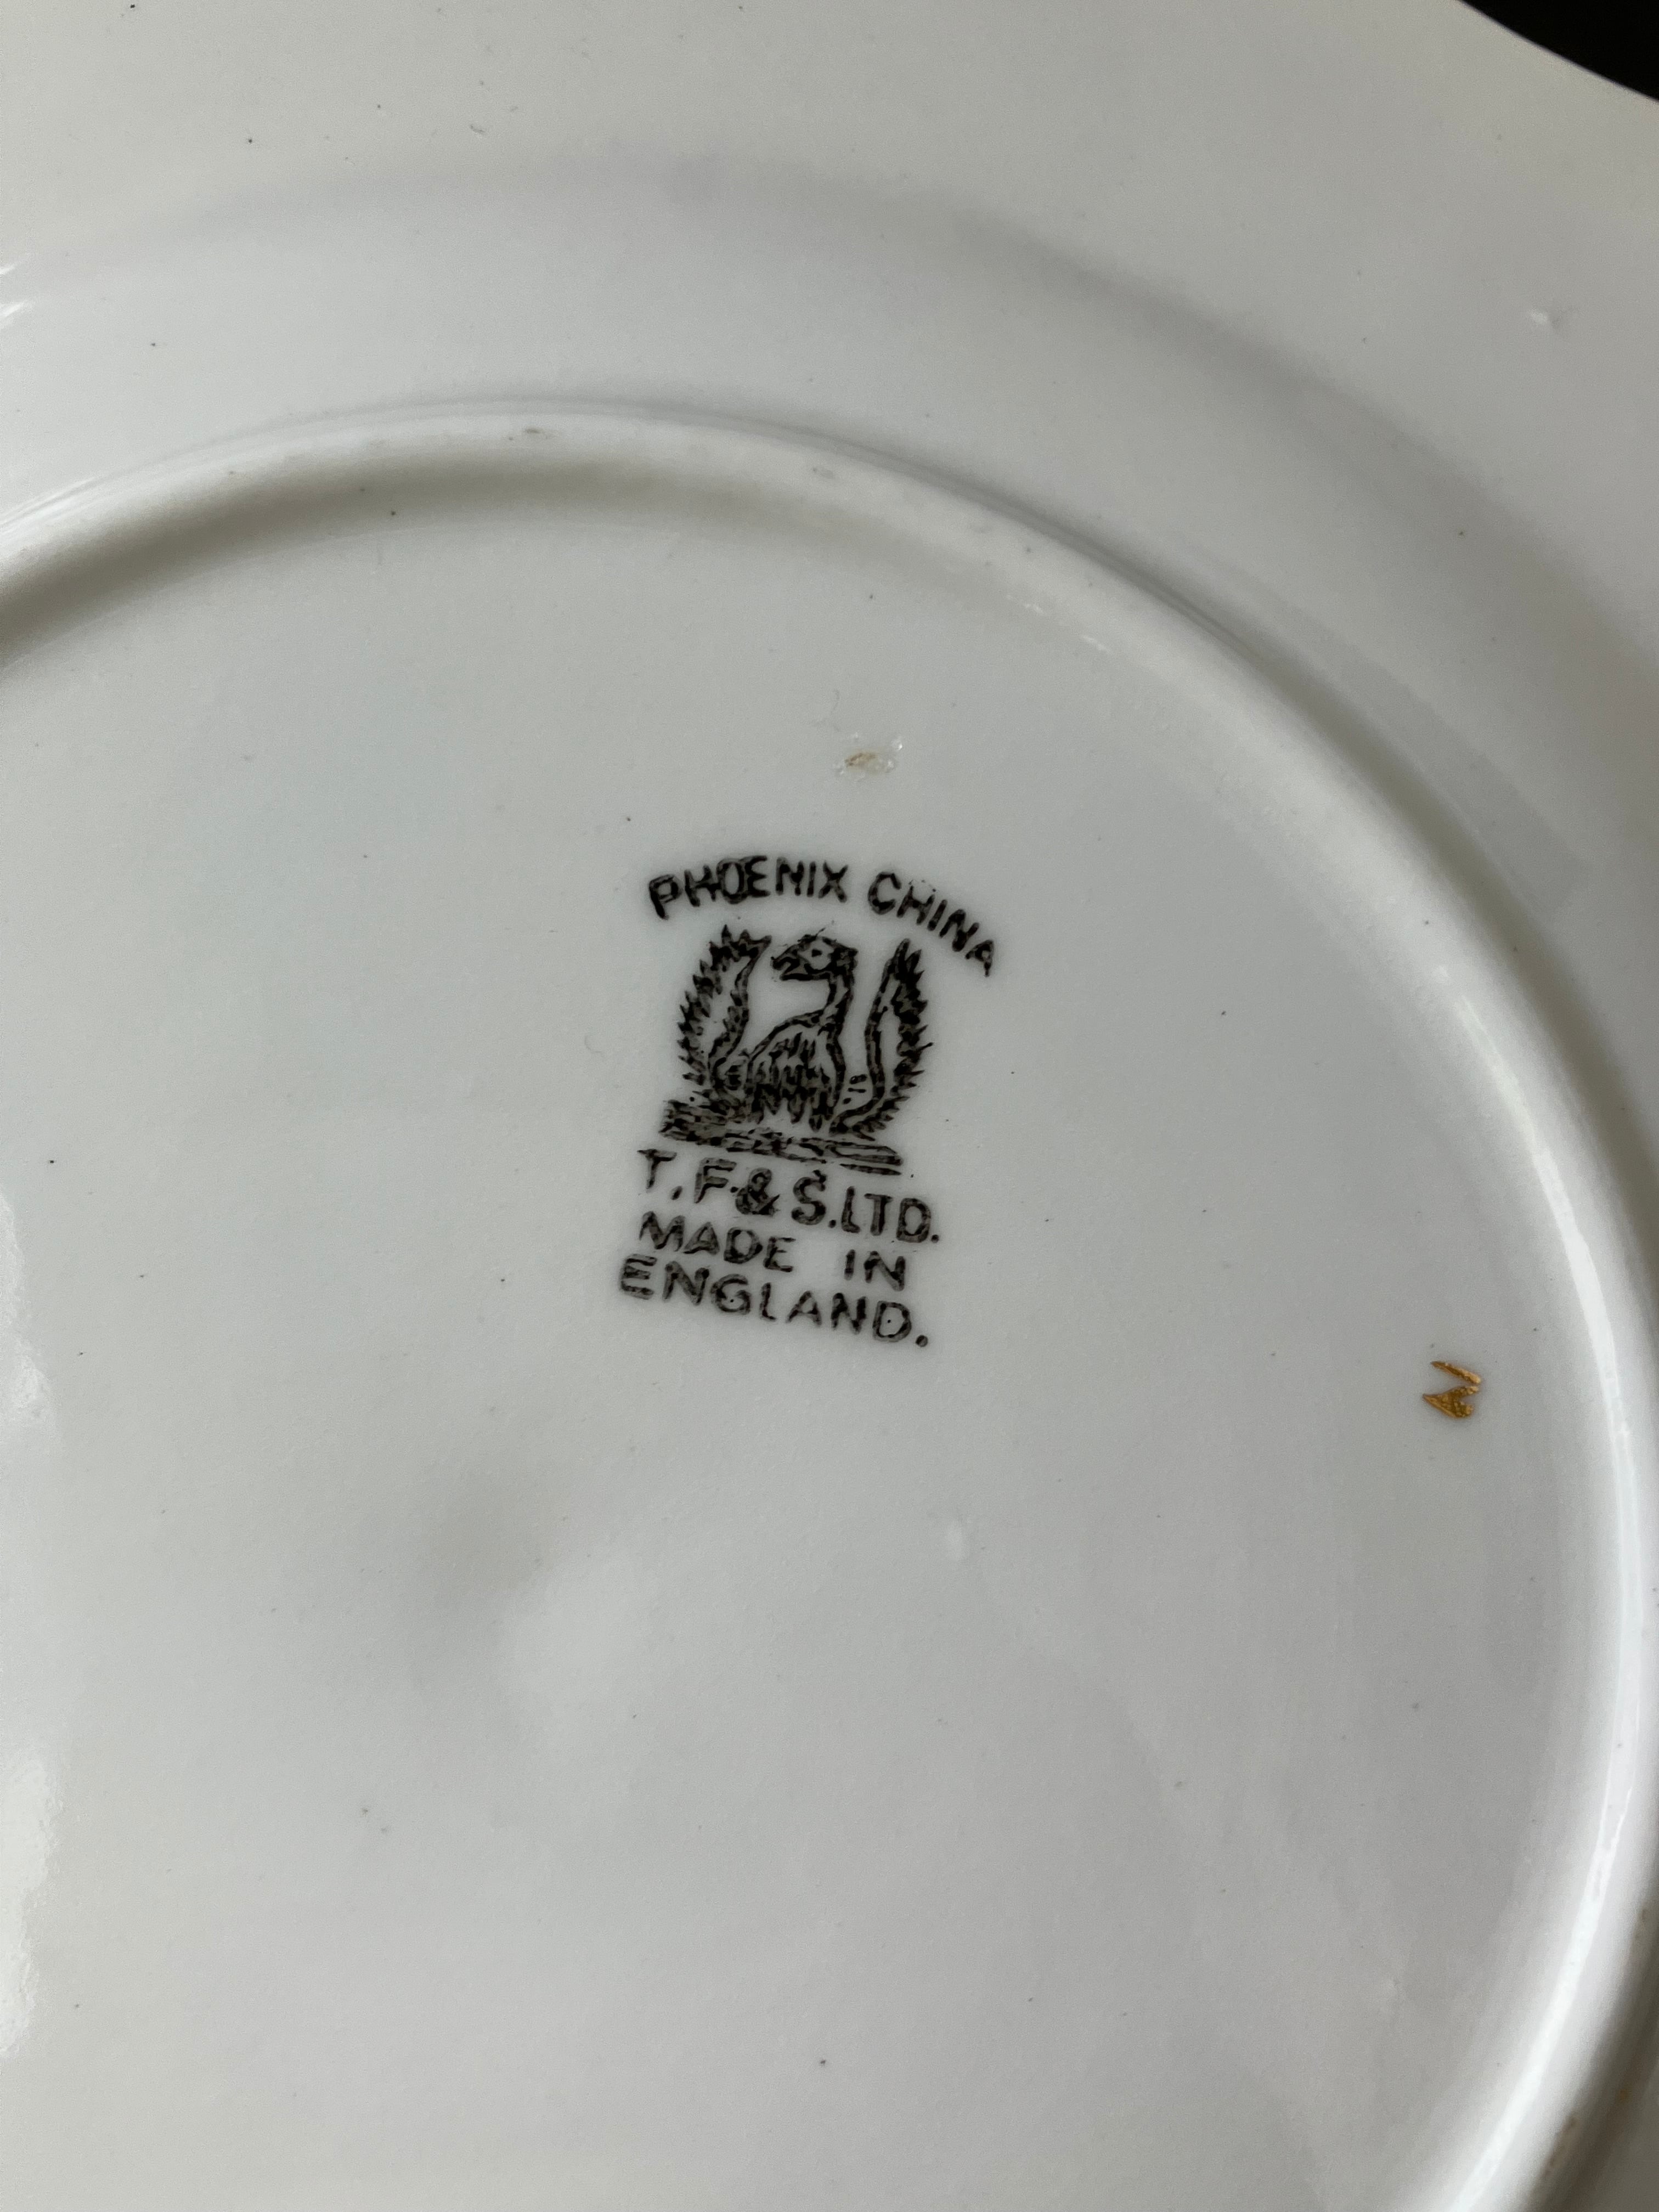 PHOENIX CHINA
T.F.& S.LTD.
MADE IN
ENGLAND.